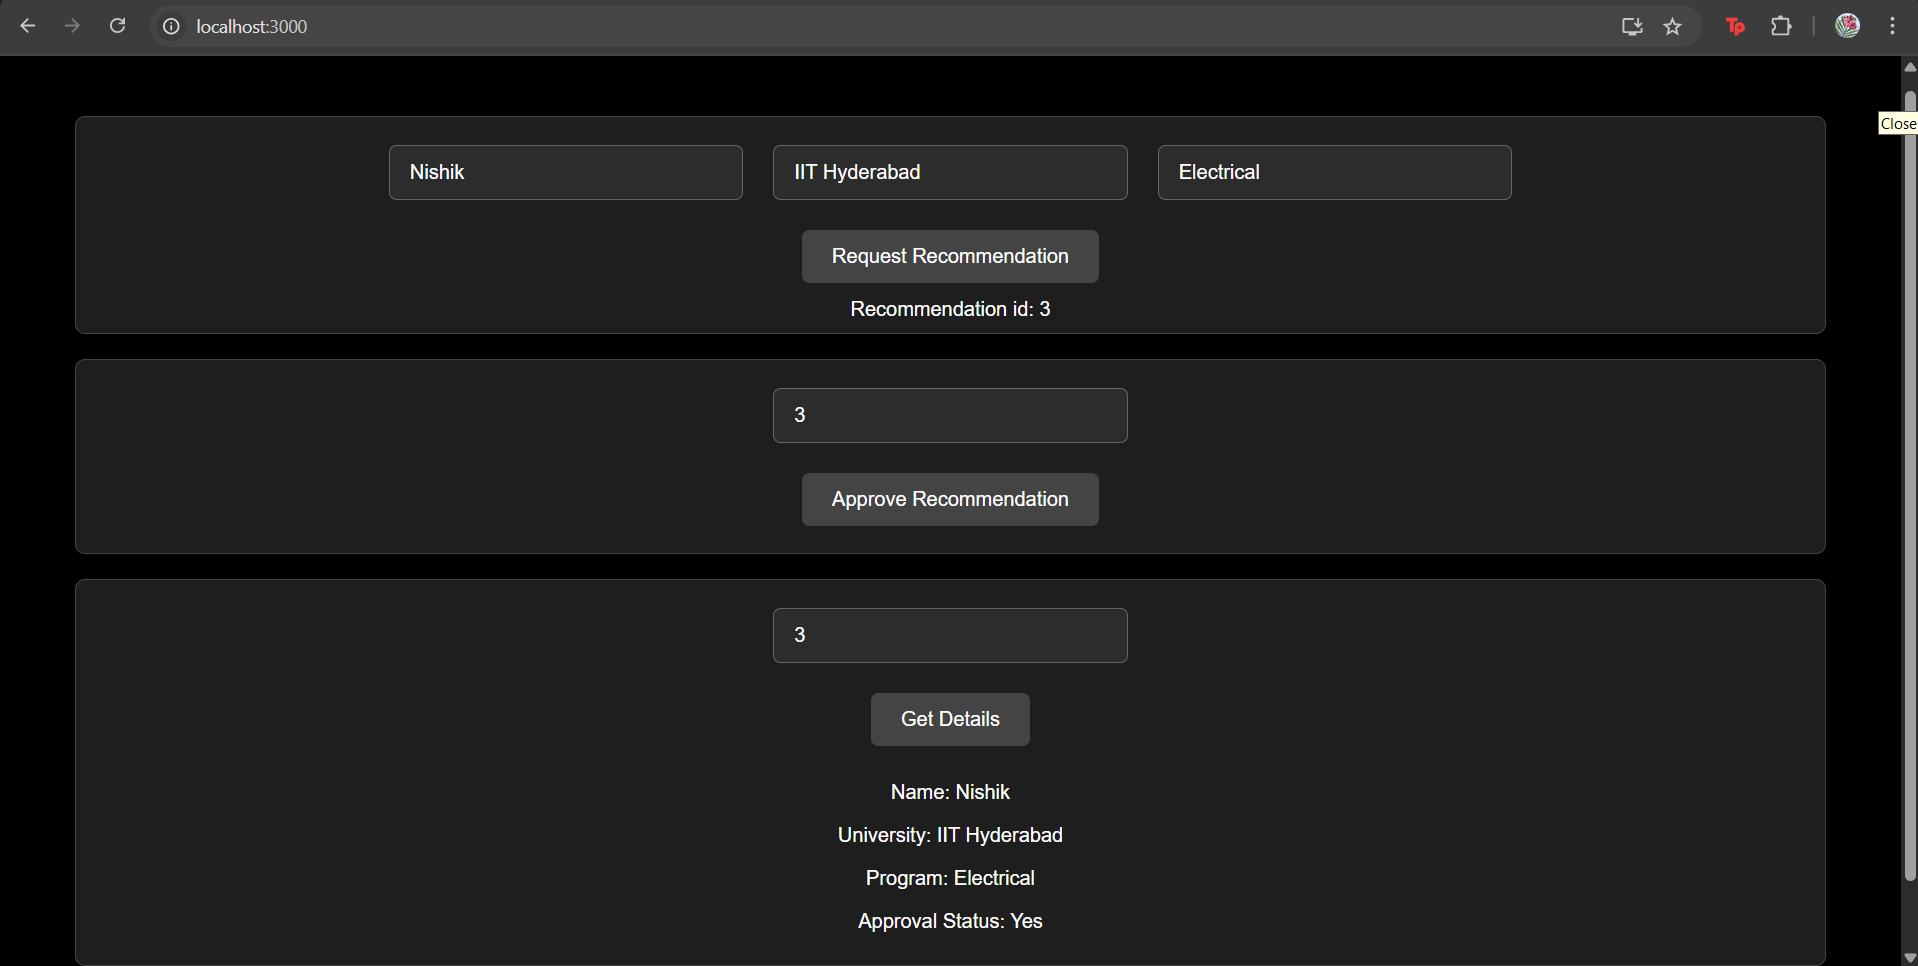 localhost:3000
Tp
Close
Nishik
IIT Hyderabad
Electrical
Request Recommendation
Recommendation id: 3
3
Approve Recommendation
3
Get Details
Name: Nishik
University: IIT Hyderabad
Program: Electrical
Approval Status: Yes